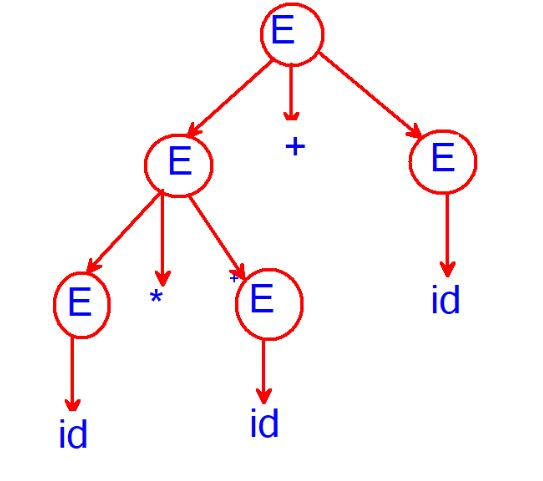 E
E + E
E * + E id
id id